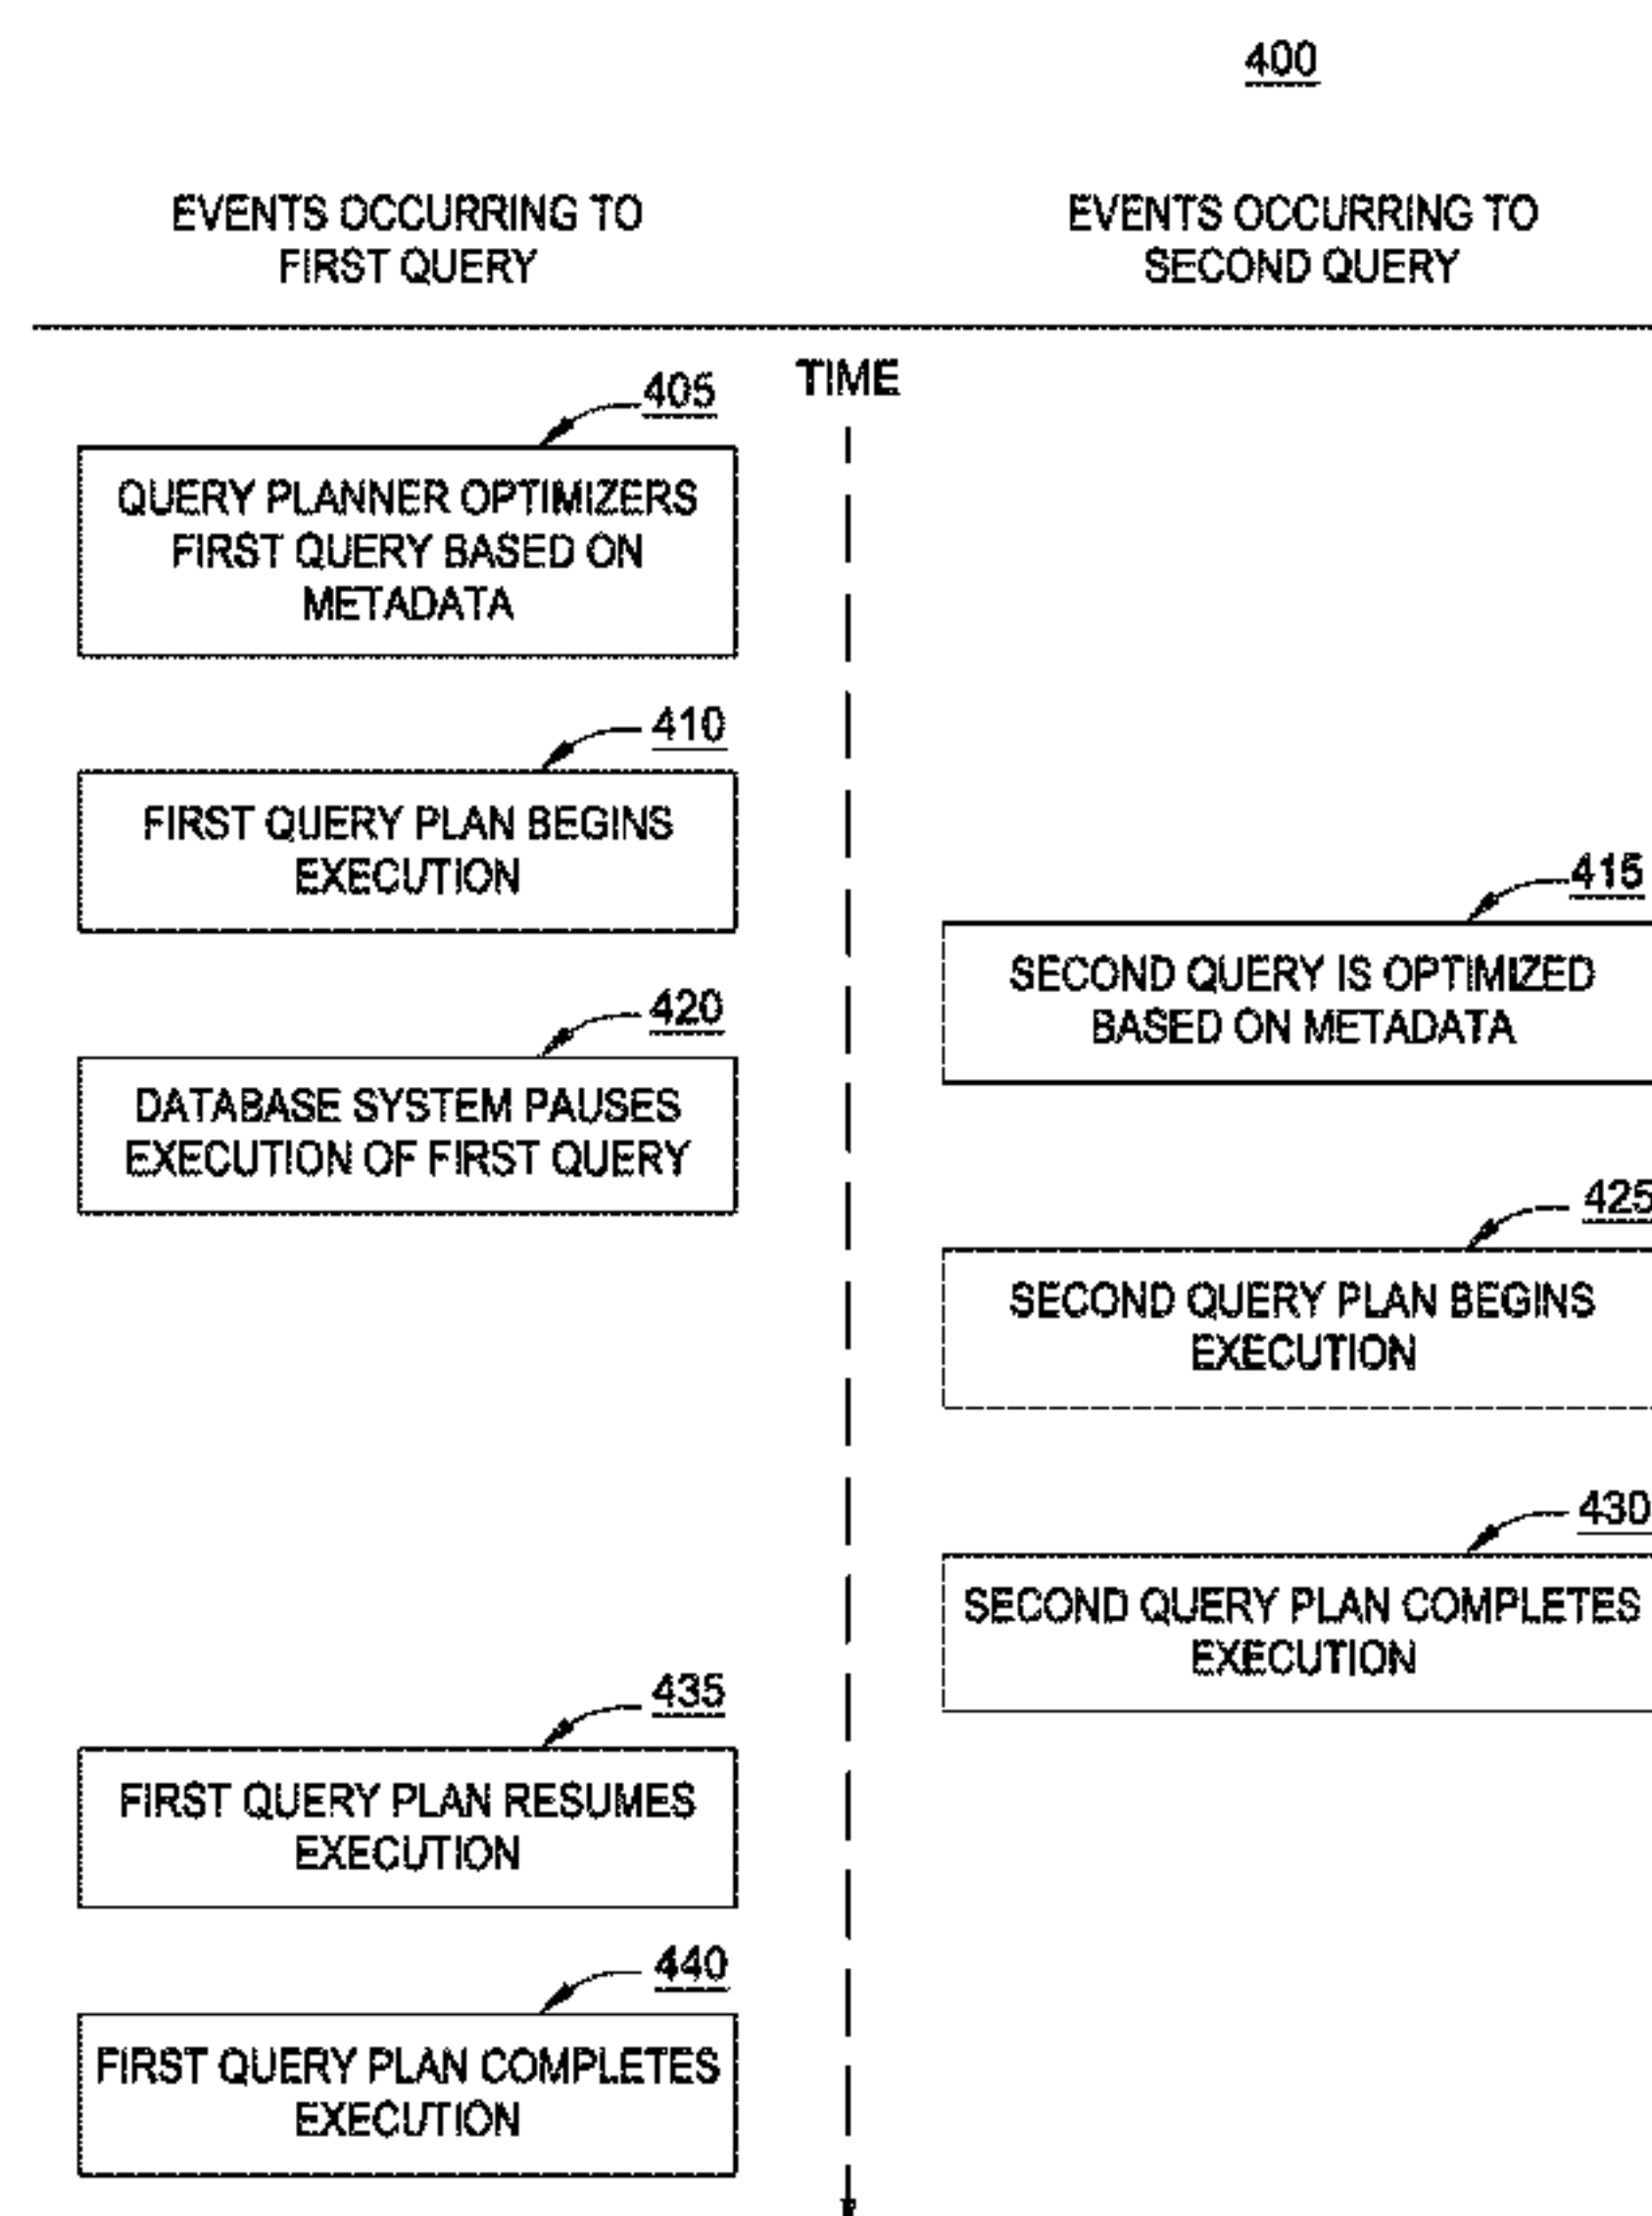 400
EVENTS OCCURRING TO
FIRST QUERY
EVENTS OCCURRING TO
SECOND QUERY
TIME
405
QUERY PLANNER OPTIMIZERS
FIRST QUERY BASED ON
METADATA
410
FIRST QUERY PLAN BEGINS
EXECUTION
415
SECOND QUERY IS OPTIMIZED
BASED ON METADATA
420
DATABASE SYSTEM PAUSES
EXECUTION OF FIRST QUERY
425
SECOND QUERY PLAN BEGINS
EXECUTION
430
SECOND QUERY PLAN COMPLETES
EXECUTION
435
FIRST QUERY PLAN RESUMES
EXECUTION
440
FIRST QUERY PLAN COMPLETES
EXECUTION